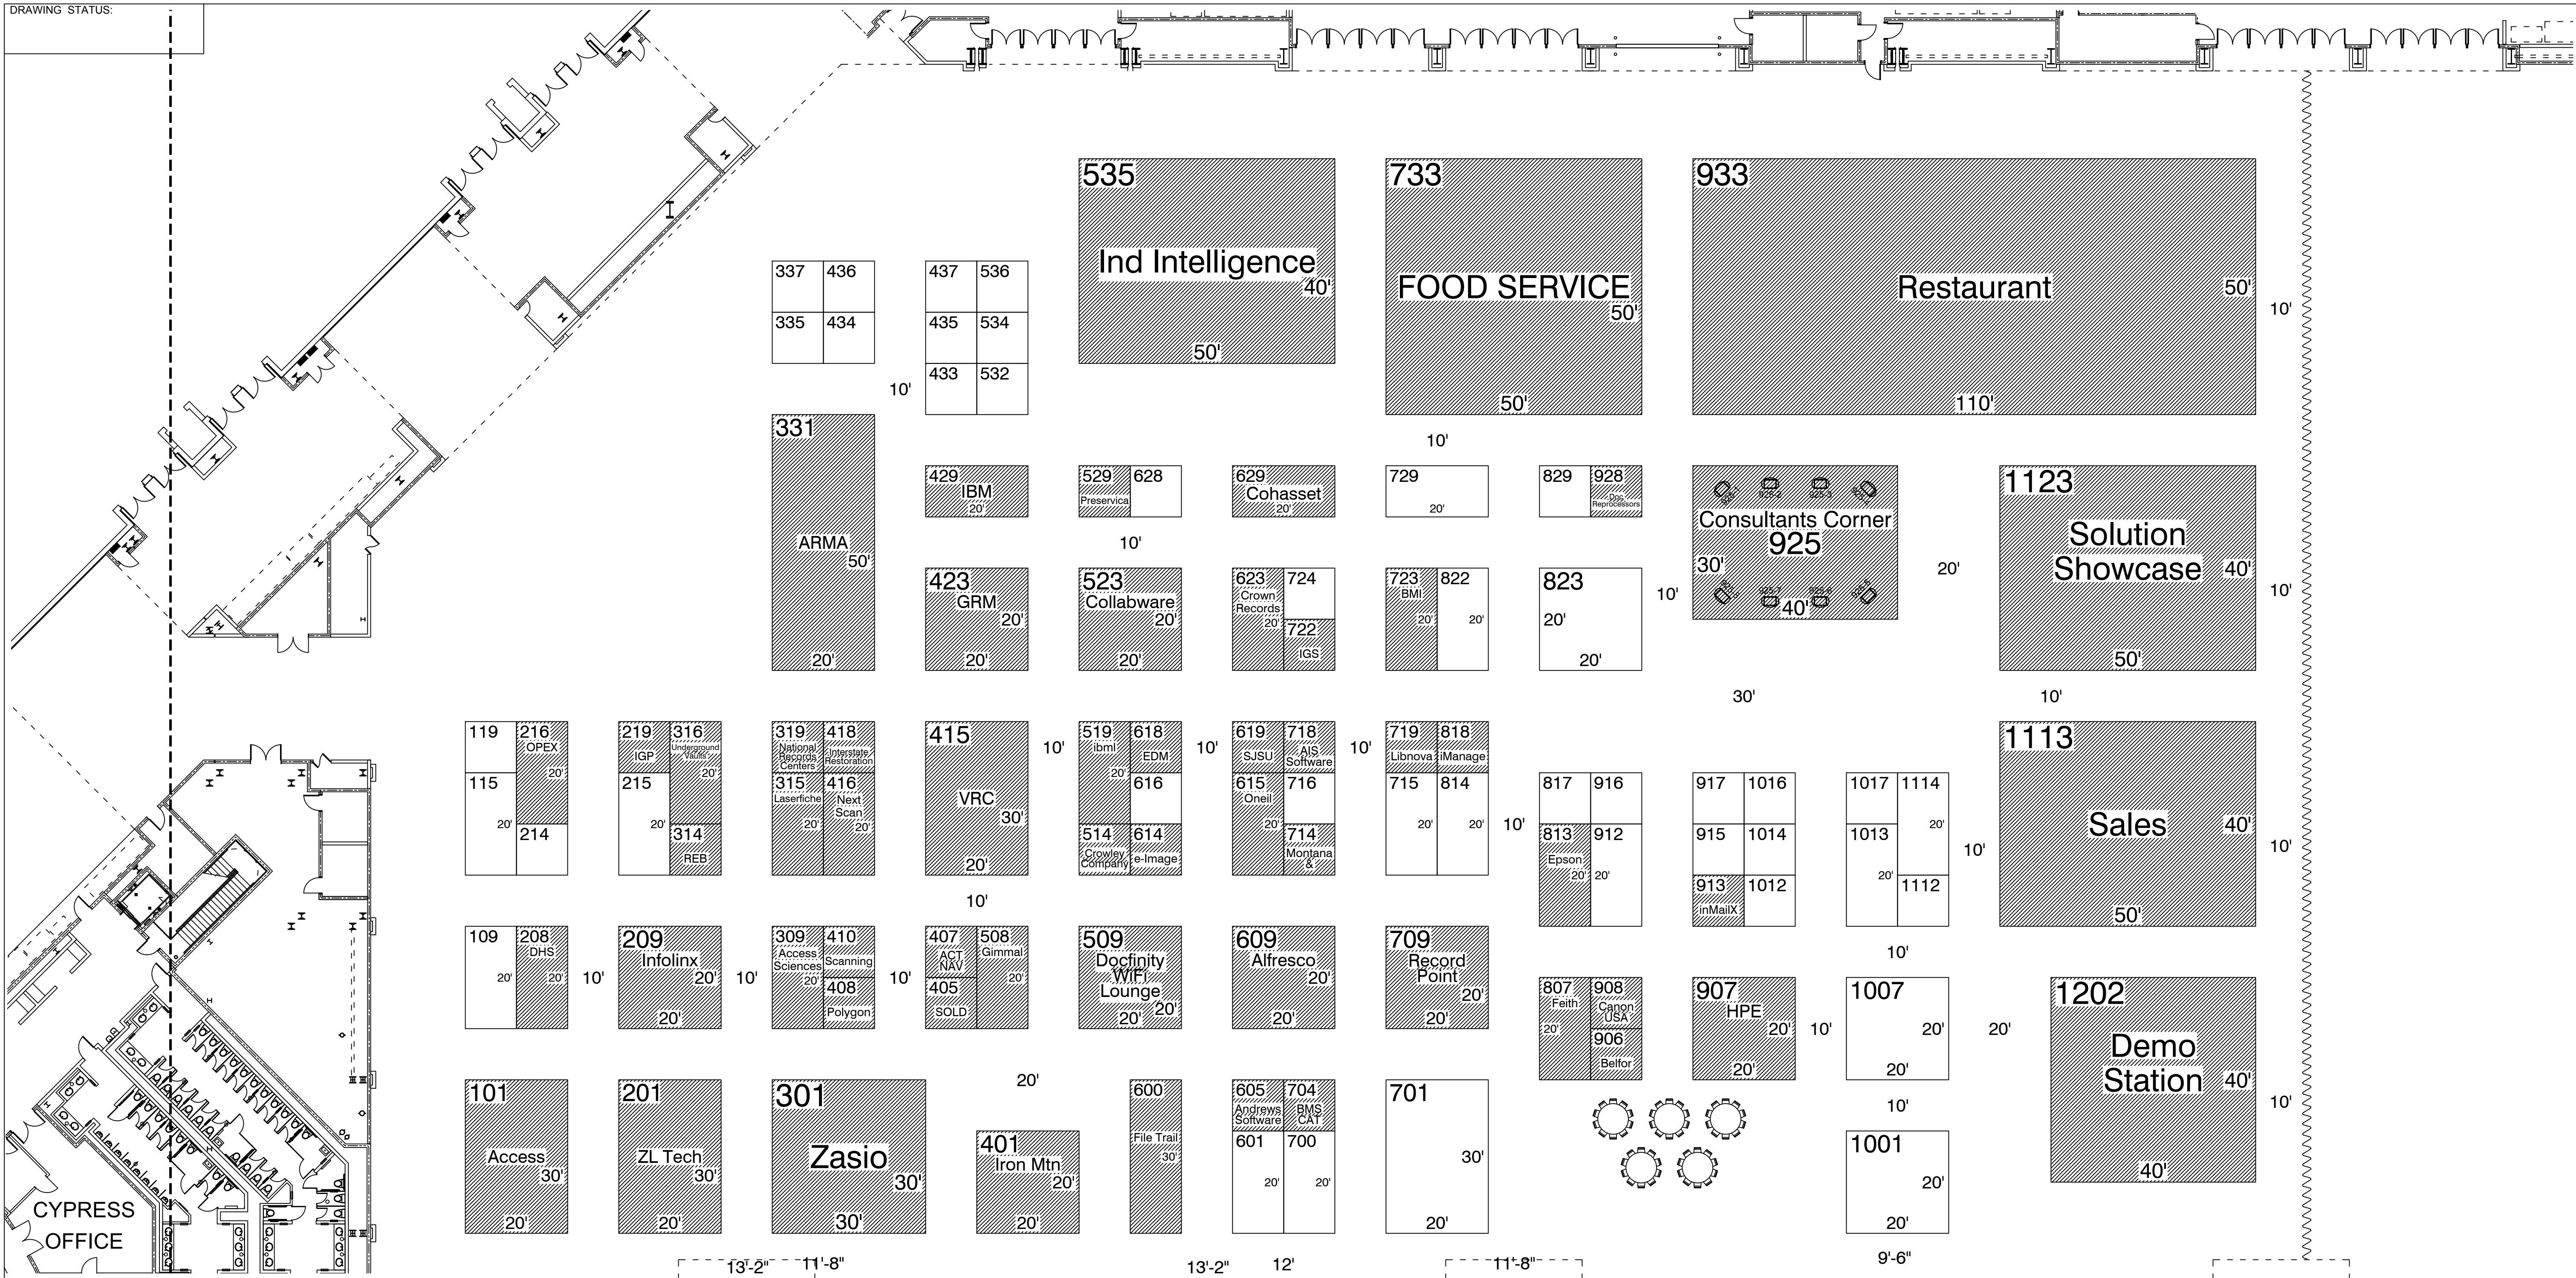 DRAWING STATUS:
535
Ind Intelligence
40'
50'
733
FOOD SERVICE
50'
50'
933
Restaurant
50'
110'
10'
337
436
335
434
437
536
435
534
433
532
10'
10'
331
ARMA
50'
20'
429
IBM
20'
529
Preservica
628
629
Cohasset
20'
729
20'
829
928
Doc
Reprocessors
925-1
925-2
925-3
Consultants Corner
925
30'
40'
925-7
925-6
925-5
20'
1123
Solution
Showcase
40'
50'
10'
10'
423
GRM
20'
20'
523
Collabware
20'
20'
623
Crown
Records
20'
724
722
IGS
723
BMI
20'
822
20'
823
20'
20'
10'
30'
10'
119
216
OPEX
20'
115
20'
214
219
IGP
316
Underground
Vaults
20'
215
20'
314
REB
319
National
Records
Centers
418
Interstate
Restoration
315
Laserfiche
20'
416
Next
Scan
20'
415
VRC
30'
20'
10'
519
ibml
20'
618
EDM
616
514
Crowley
Company
614
e-Image
10'
619
SJSU
718
AIS
Software
615
Oneil
20'
716
714
Montana
&
10'
719
Libnova
818
iManage
715
20'
814
20'
10'
817
916
813
Epson
20'
912
20'
917
1016
915
1014
913
inMailX
1012
1017
1114
20'
1013
20'
1112
10'
1113
Sales
40'
50'
10'
10'
10'
109
20'
208
DHS
20'
10'
209
Infolinx
20'
20'
10'
309
Access
Sciences
20'
410
Scanning
408
Polygon
10'
407
ACT
NAV
405
SOLD
508
Gimmal
20'
509
Docfinity
WiFi
Lounge
20'
20'
609
Alfresco
20'
20'
709
Record
Point
20'
20'
807
Feith
20'
908
Canon
USA
906
Belfor
907
HPE
20'
20'
10'
1007
20'
20'
20'
1202
Demo
Station
40'
40'
10'
101
Access
30'
20'
201
ZL Tech
30'
20'
301
Zasio
30'
30'
20'
401
Iron Mtn
20'
20'
600
File Trail
30'
605
Andrews
Software
704
BMS
CAT
601
20'
700
20'
701
30'
20'
10'
1001
20'
20'
CYPRESS
OFFICE
13'-2"
11'-8"
13'-2"
12'
11'-8"
9'-6"